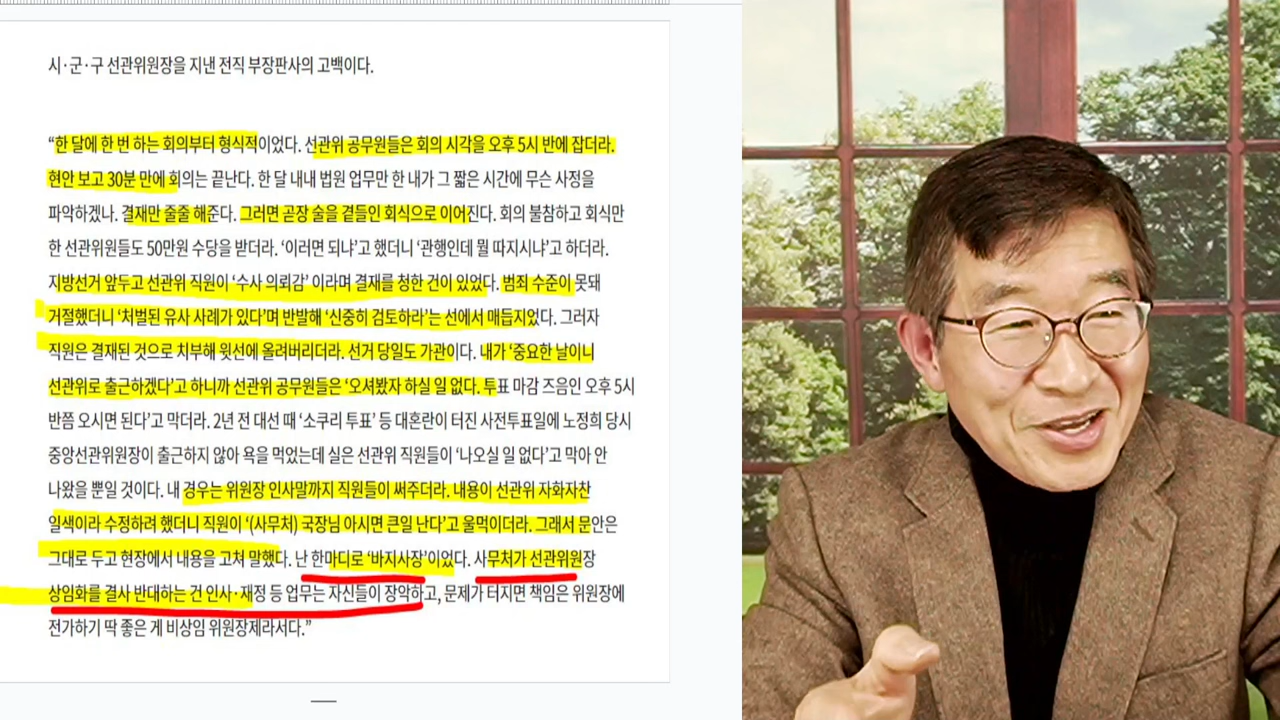 시·군·구 선관위원장을 지낸 전직 부장판사의 고백이다.
“한 달에 한 번 하는 회의부터 형식적이었다. 선관위 공무원들은 회의 시각을 오후 5시 반에 잡더라.
현안 보고 30분 만에 회의는 끝난다. 한 달 내내 법원 업무만 한 내가 그 짧은 시간에 무슨 사정을
파악하겠나. 결재만 줄줄 해준다. 그러면 곧장 술을 곁들인 회식으로 이어진다. 회의 불참하고 회식만
한 선관위원들도 50만원 수당을 받더라. ‘이러면 되냐’고 했더니 ‘관행인데 뭘 따지시냐’고 하더라.
지방선거 앞두고 선관위 직원이 ‘수사 의뢰감’ 이라며 결재를 청한 건이 있었다. 범죄 수준이 못돼
거절했더니 ‘처벌된 유사 사례가 있다’며 반발해 ‘신중히 검토하라’는 선에서 매듭지었다. 그러자
직원은 결재된 것으로 치부해 윗선에 올려버리더라. 선거 당일도 가관이다. 내가 ‘중요한 날이니
선관위로 출근하겠다’고 하니까 선관위 공무원들은 ‘오셔봤자 하실 일 없다. 투표 마감 즈음인 오후 5시
반쯤 오시면 된다’고 막더라. 2년 전 대선 때 ‘소쿠리 투표’ 등 대혼란이 터진 사전투표일에 노정희 당시
중앙선관위원장이 출근하지 않아 욕을 먹었는데 실은 선관위 직원들이 ‘나오실 일 없다’고 막아 안
나왔을 뿐일 것이다. 내 경우는 위원장 인사말까지 직원들이 써주더라. 내용이 선관위 자화자찬
일색이라 수정하려 했더니 직원이 ‘(사무처) 국장님 아시면 큰일 난다’고 울먹이더라. 그래서 문안은
그대로 두고 현장에서 내용을 고쳐 말했다. 난 한마디로 ‘바지사장’이었다. 사무처가 선관위원장
상임화를 결사 반대하는 건 인사·재정 등 업무는 자신들이 장악하고, 문제가 터지면 책임은 위원장에
전가하기 딱 좋은 게 비상임 위원장제라서다.”